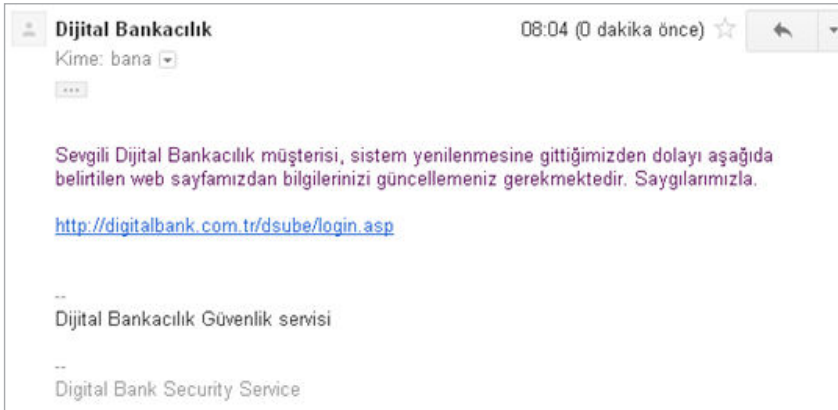 Dijital Bankacılık 08:04 (0 dakika önce)
Kime: bana
Sevgili Dijital Bankacılık müşterisi, sistem yenilenmesine gittiğimizden dolayı aşağıda
belirtilen web sayfamızdan bilgilerinizi güncellemeniz gerekmektedir. Saygılarımızla.
http://digitalbank.com.tr/dsube/login.asp
--
Dijital Bankacılık Güvenlik servisi
--
Digital Bank Security Service